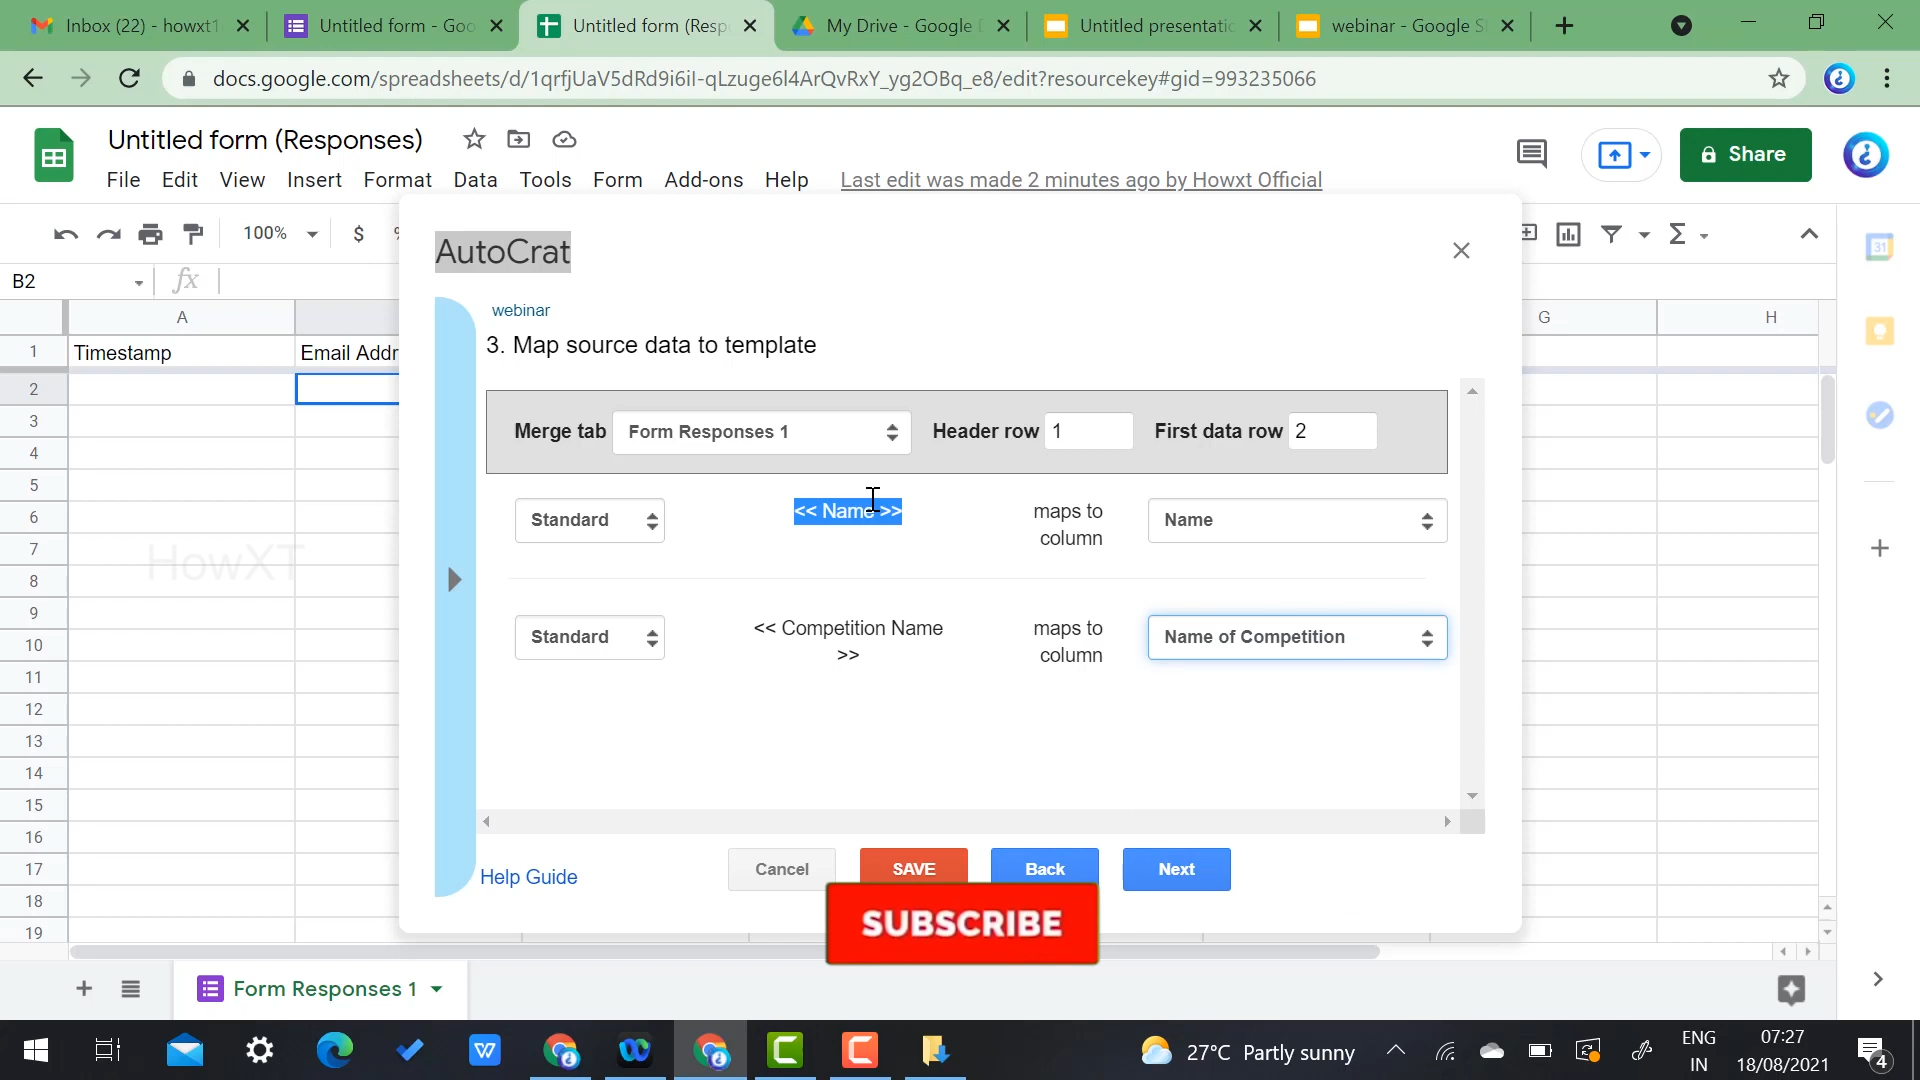 Inbox (22) - howxt1
Untitled form - Goo
Untitled form (Resp
My Drive - Google D
Untitled presentatic
webinar - Google Sl
docs.google.com/spreadsheets/d/1qrfjUaV5dRd9i6iI-qLzuge6l4ArQvRxY_yg2OBq_e8/edit?resourcekey#gid=993235066
Untitled form (Responses)
Share
File Edit View Insert Format Data Tools Form Add-ons Help Last edit was made 2 minutes ago by Howxt Official
100% $ %
B2 fx
AutoCrat
webinar
3. Map source data to template
A G H
1 Timestamp Email Addr
2
3
4
5
6
7
8
9
10
11
12
13
14
15
16
17
18
19
Merge tab Form Responses 1 Header row 1 First data row 2
Standard << Name >> maps to column Name
Standard << Competition Name >> maps to column Name of Competition
HowXT
31
Help Guide
Cancel SAVE Back Next
SUBSCRIBE
Form Responses 1
27°C Partly sunny
ENG
IN
07:27
18/08/2021
4